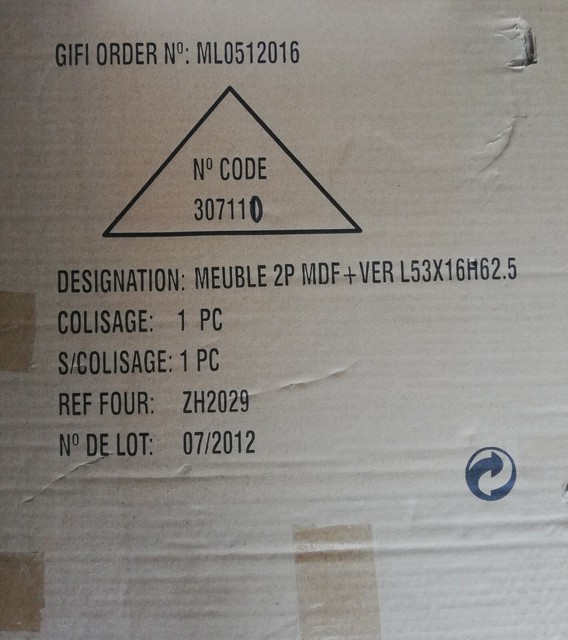 GIFI ORDER Nº: ML0512016
Nº CODE
307110
DESIGNATION: MEUBLE 2P MDF+VER L53X16H62.5
COLISAGE: 1 PC
S/COLISAGE: 1 PC
REF FOUR: ZH2029
Nº DE LOT: 07/2012